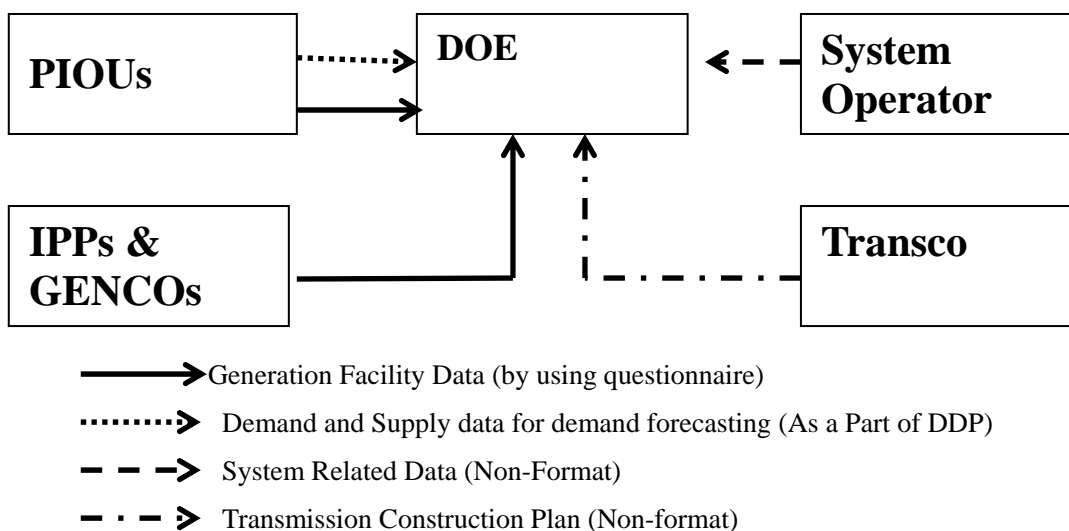 PIOUs
DOE
System
Operator
IPPs &
GENCOs
Transco
Generation Facility Data (by using questionnaire)
Demand and Supply data for demand forecasting (As a Part of DDP)
System Related Data (Non-Format)
Transmission Construction Plan (Non-format)